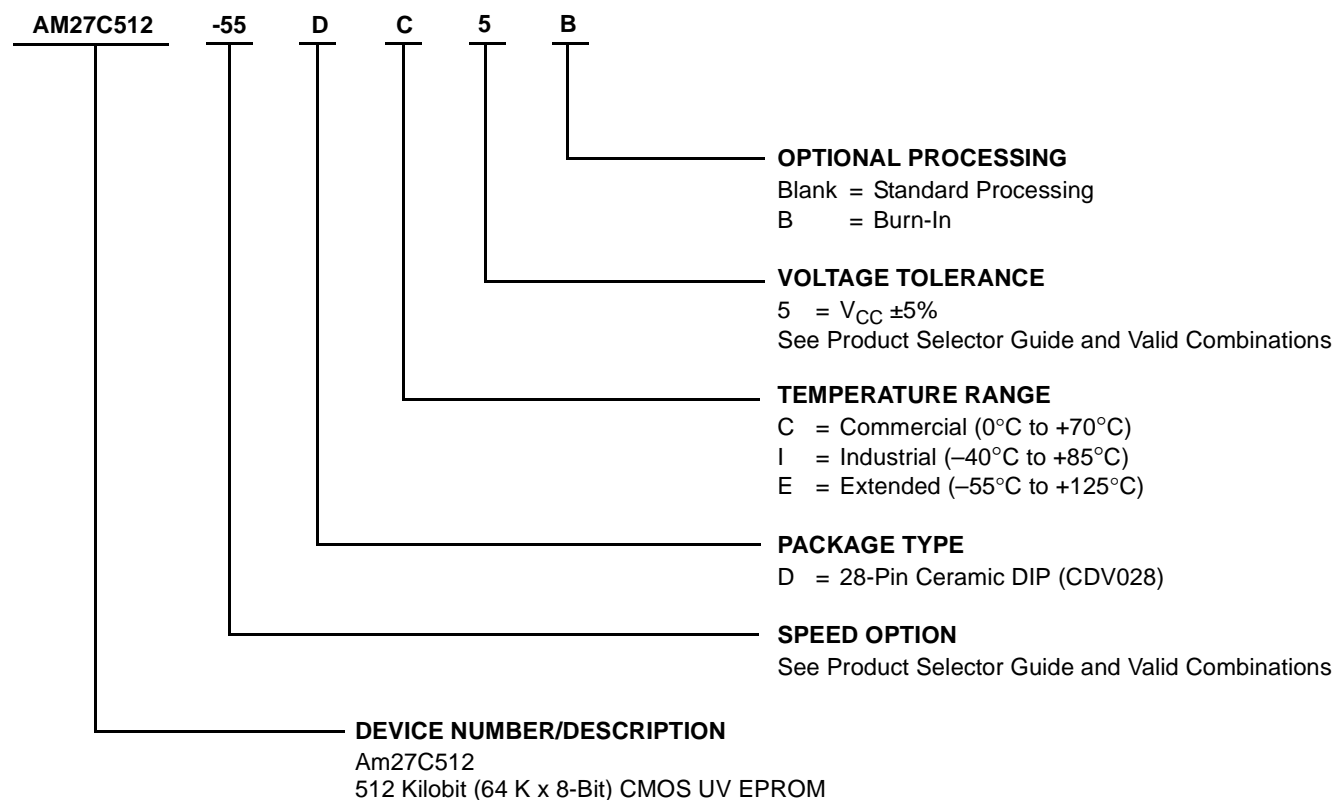 AM27C512 -55 D C 5 B
OPTIONAL PROCESSING
Blank = Standard Processing
B = Burn-In
VOLTAGE TOLERANCE
5 = VCC ±5%
See Product Selector Guide and Valid Combinations
TEMPERATURE RANGE
C = Commercial (0°C to +70°C)
I = Industrial (–40°C to +85°C)
E = Extended (–55°C to +125°C)
PACKAGE TYPE
D = 28-Pin Ceramic DIP (CDV028)
SPEED OPTION
See Product Selector Guide and Valid Combinations
DEVICE NUMBER/DESCRIPTION
Am27C512
512 Kilobit (64 K x 8-Bit) CMOS UV EPROM